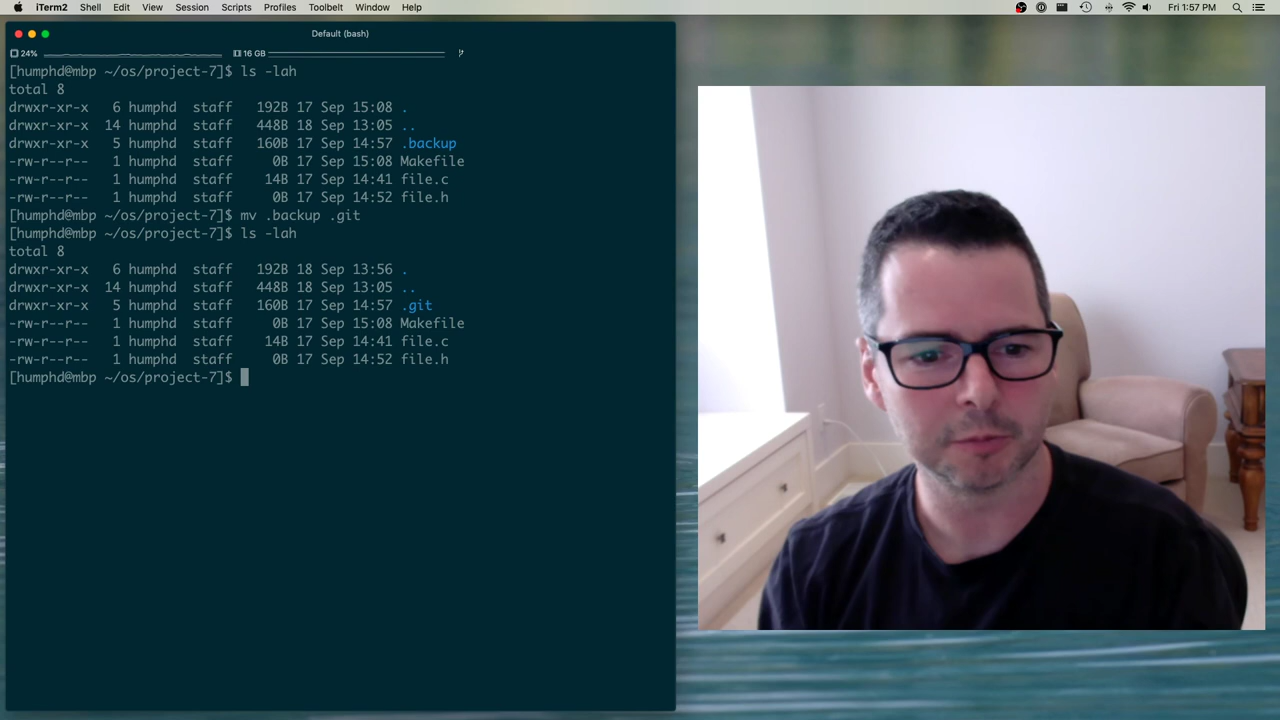 iTerm2 Shell Edit View Session Scripts Profiles Toolbelt Window Help Fri 1:57 PM
Default (bash)
24% 16 GB
[humphd@mbp ~/os/project-7]$ ls -lah
total 8
drwxr-xr-x 6 humphd staff 192B 17 Sep 15:08 .
drwxr-xr-x 14 humphd staff 448B 18 Sep 13:05 ..
drwxr-xr-x 5 humphd staff 160B 17 Sep 14:57 .backup
-rw-r--r-- 1 humphd staff 0B 17 Sep 15:08 Makefile
-rw-r--r-- 1 humphd staff 14B 17 Sep 14:41 file.c
-rw-r--r-- 1 humphd staff 0B 17 Sep 14:52 file.h
[humphd@mbp ~/os/project-7]$ mv .backup .git
[humphd@mbp ~/os/project-7]$ ls -lah
total 8
drwxr-xr-x 6 humphd staff 192B 18 Sep 13:56 .
drwxr-xr-x 14 humphd staff 448B 18 Sep 13:05 ..
drwxr-xr-x 5 humphd staff 160B 17 Sep 14:57 .git
-rw-r--r-- 1 humphd staff 0B 17 Sep 15:08 Makefile
-rw-r--r-- 1 humphd staff 14B 17 Sep 14:41 file.c
-rw-r--r-- 1 humphd staff 0B 17 Sep 14:52 file.h
[humphd@mbp ~/os/project-7]$